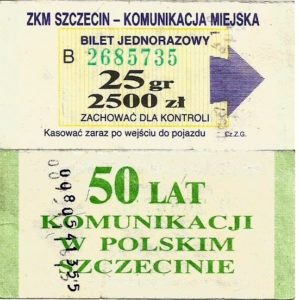 ZKM SZCZECIN – KOMUNIKACJA MIEJSKA
BILET JEDNORAZOWY
B 2685735
25 gr
2500 zł
ZACHOWAĆ DLA KONTROLI
Kasować zaraz po wejściu do pojazdu
Cz.Z.G.
50 LAT
KOMUNIKACJI
W POLSKIM
SZCZECINIE